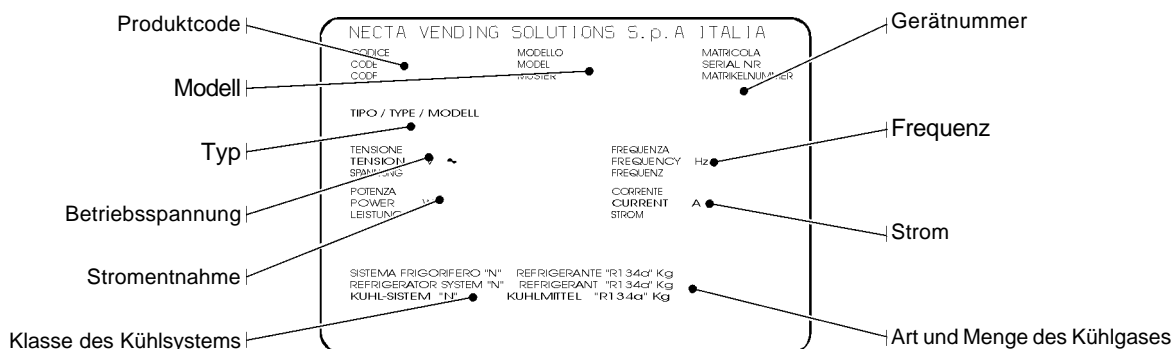 Produktcode
Modell
Typ
Betriebsspannung
Stromentnahme
Klasse des Kühlsystems
NECTA VENDING SOLUTIONS S.p.A ITALIA
CODICE MODELLO MATRICOLA
CODE MODEL SERIAL NR
CODE MUSTER MATRIKELNUMMER
TIPO / TYPE / MODELL
TENSIONE FREQUENZA
TENSION V ~ FREQUENCY Hz
SPANNUNG FREQUENZ
POTENZA CORRENTE
POWER W CURRENT A
LEISTUNG STROM
SISTEMA FRIGORIFERO "N" REFRIGERANTE "R134a" Kg
REFRIGERATOR SYSTEM "N" REFRIGERANT "R134a" Kg
KUHL-SISTEM "N" KUHLMITTEL "R134a" Kg
Gerätnummer
Frequenz
Strom
Art und Menge des Kühlgases